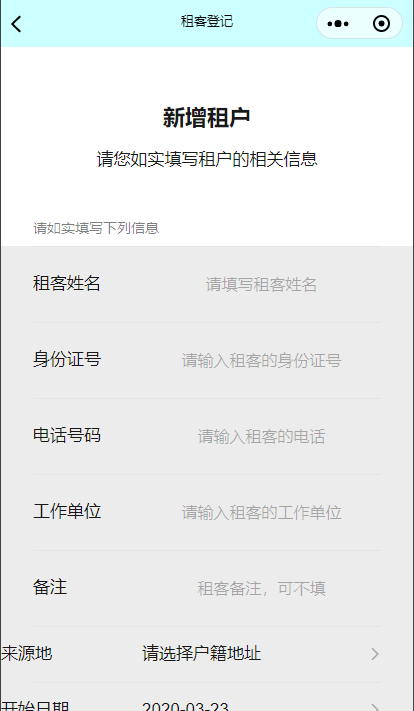 租客登记
新增租户
请您如实填写租户的相关信息
请如实填写下列信息
租客姓名 请填写租客姓名
身份证号 请输入租客的身份证号
电话号码 请输入租客的电话
工作单位 请输入租客的工作单位
备注 租客备注，可不填
来源地 请选择户籍地址
开始日期 2020-03-23